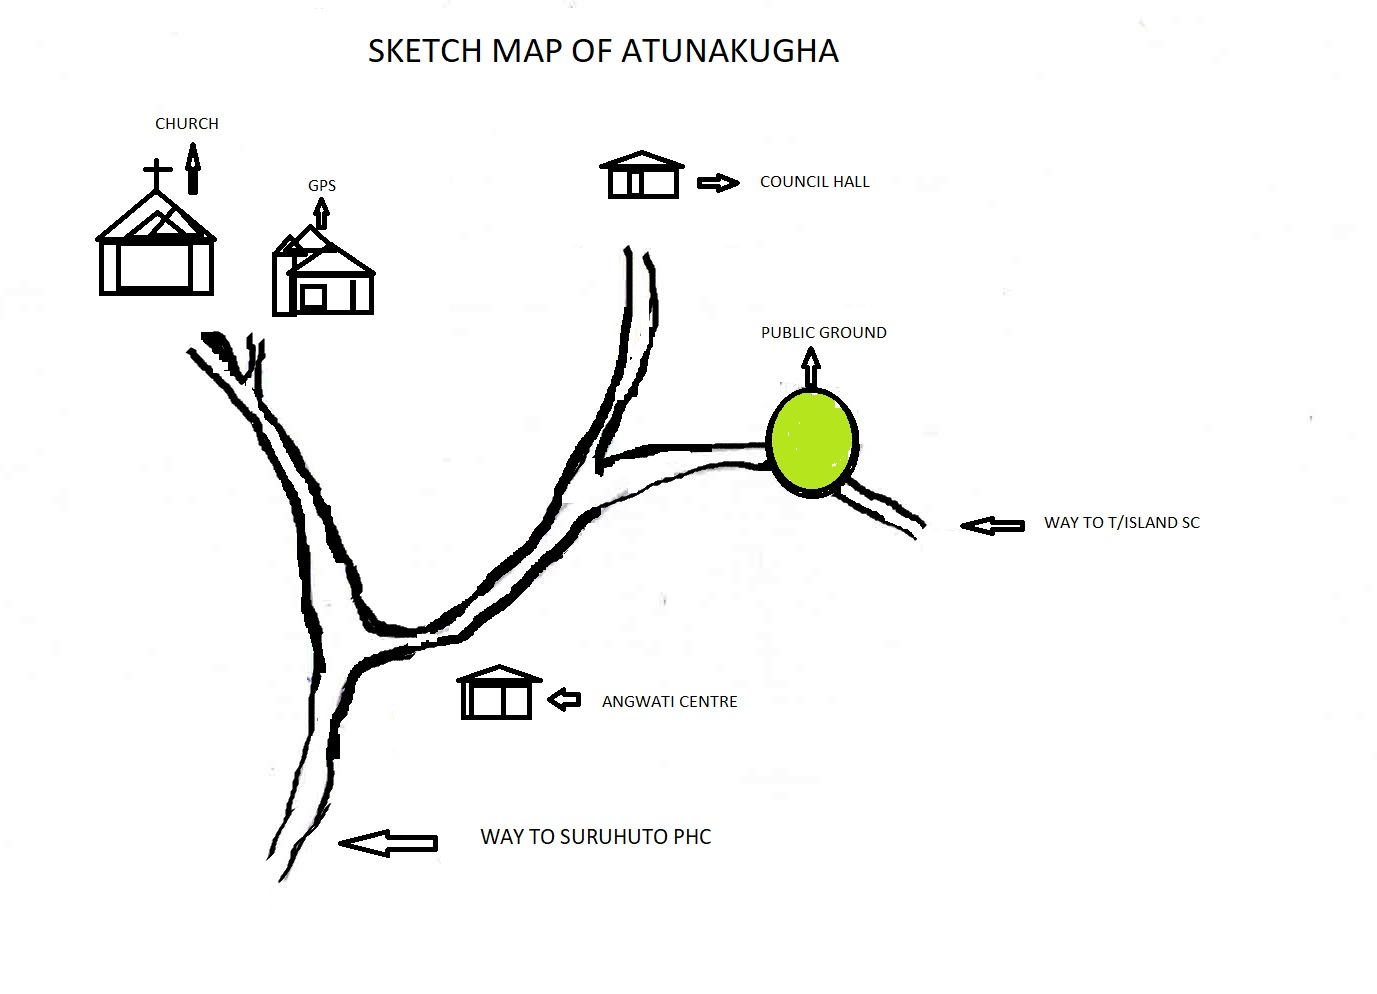 SKETCH MAP OF ATUNAKUGHA
CHURCH
GPS
COUNCIL HALL
PUBLIC GROUND
WAY TO T/ISLAND SC
ANGWATI CENTRE
WAY TO SURUHUTO PHC